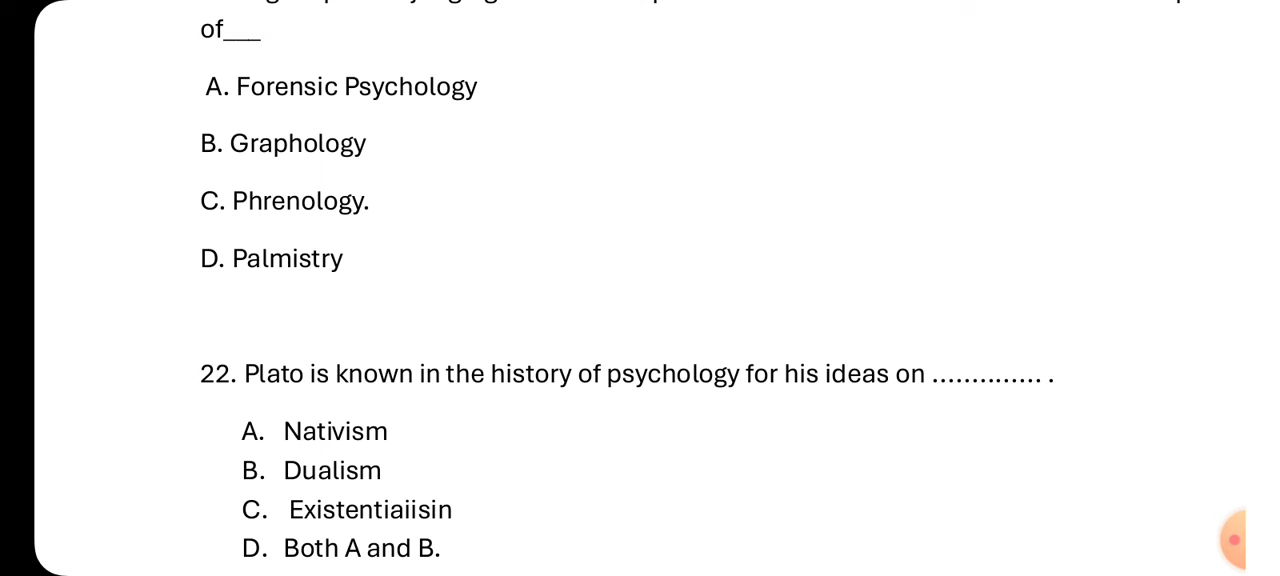 of___
A. Forensic Psychology
B. Graphology
C. Phrenology.
D. Palmistry
22. Plato is known in the history of psychology for his ideas on .............. .
A. Nativism
B. Dualism
C. Existentiaiisin
D. Both A and B.